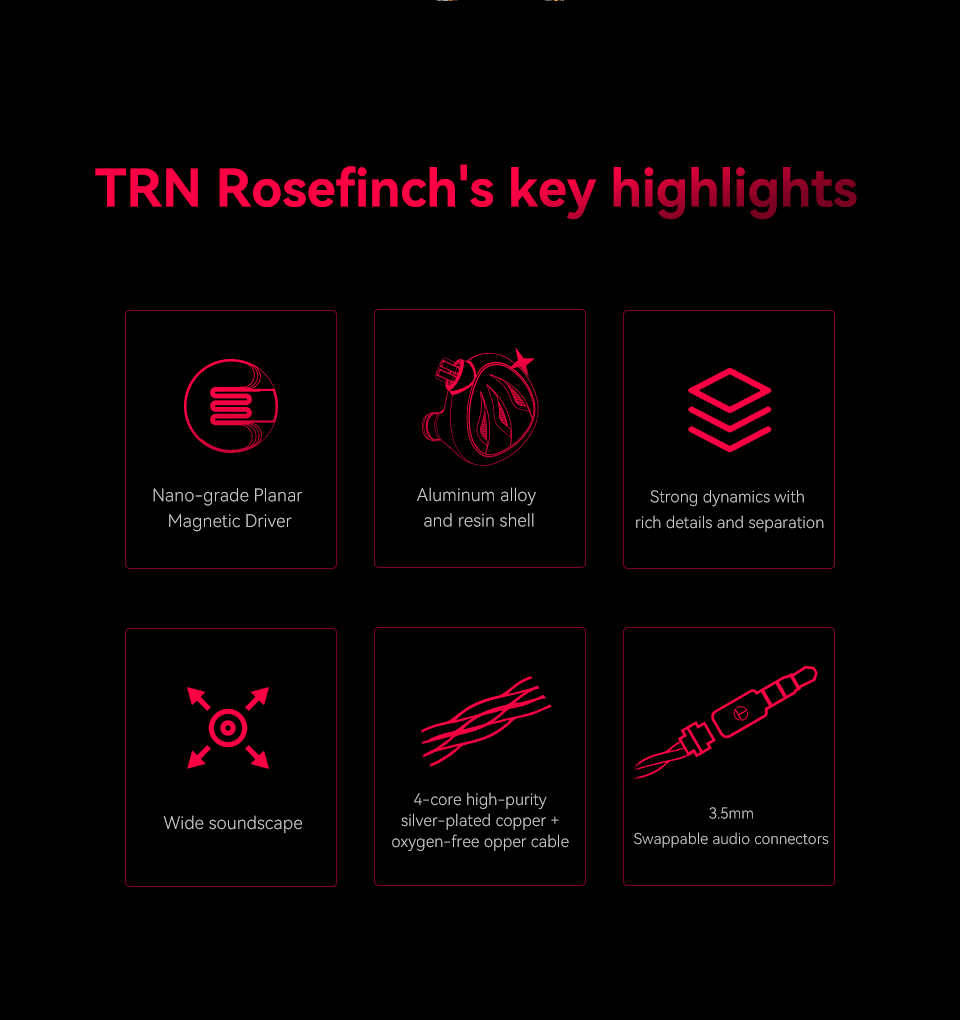 TRN Rosefinch's key highlights
Nano-grade Planar
Magnetic Driver
Aluminum alloy
and resin shell
Strong dynamics with
rich details and separation
Wide soundscape
4-core high-purity
silver-plated copper +
oxygen-free opper cable
3.5mm
Swappable audio connectors